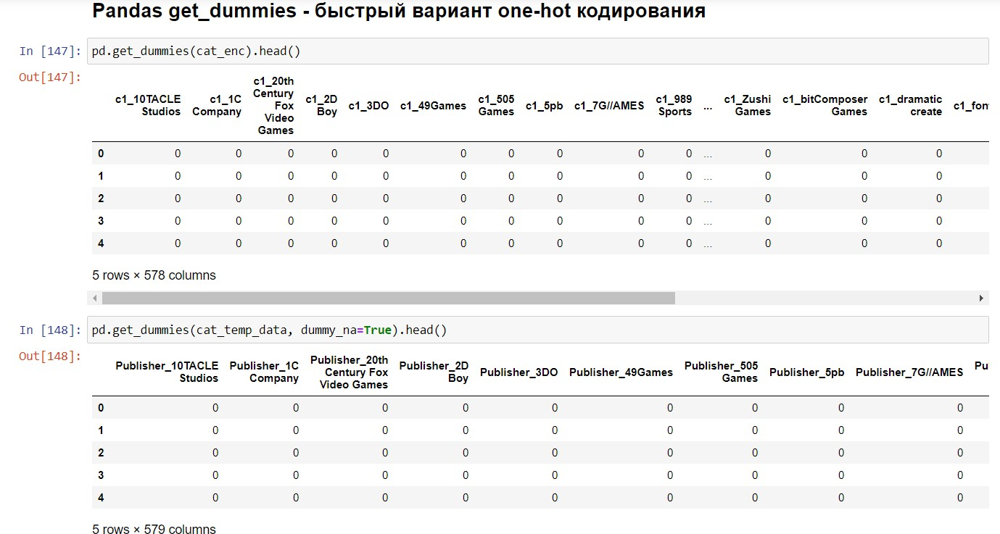 Pandas get_dummies - быстрый вариант one-hot кодирования
In [147]: pd.get_dummies(cat_enc).head()
Out[147]:
c1_10TACLE Studios c1_1C Company c1_20th Century Fox Video Games c1_2D Boy c1_3DO c1_49Games c1_505 Games c1_5pb c1_7G//AMES c1_989 Sports ... c1_Zushi Games c1_bitComposer Games c1_dramatic create
0 0 0 0 0 0 0 0 0 0 0 ... 0 0 0
1 0 0 0 0 0 0 0 0 0 0 ... 0 0 0
2 0 0 0 0 0 0 0 0 0 0 ... 0 0 0
3 0 0 0 0 0 0 0 0 0 0 ... 0 0 0
4 0 0 0 0 0 0 0 0 0 0 ... 0 0 0
5 rows × 578 columns
In [148]: pd.get_dummies(cat_temp_data, dummy_na=True).head()
Out[148]:
Publisher_10TACLE Studios Publisher_1C Company Publisher_20th Century Fox Video Games Publisher_2D Boy Publisher_3DO Publisher_49Games Publisher_505 Games Publisher_5pb Publisher_7G//AMES
0 0 0 0 0 0 0 0 0 0
1 0 0 0 0 0 0 0 0 0
2 0 0 0 0 0 0 0 0 0
3 0 0 0 0 0 0 0 0 0
4 0 0 0 0 0 0 0 0 0
5 rows × 579 columns